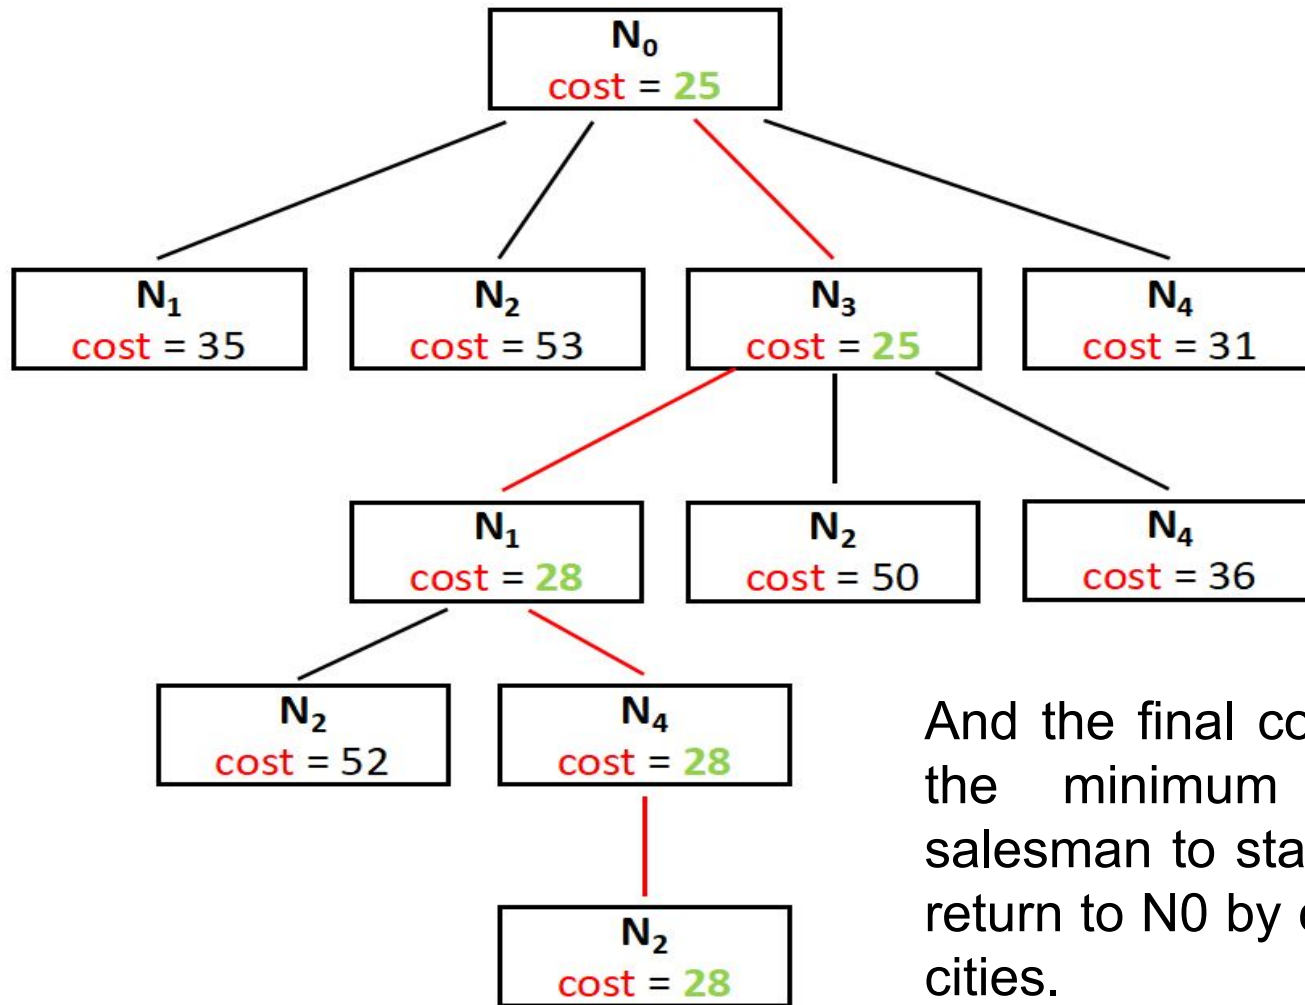 N₀
cost = 25
N₁
cost = 35
N₂
cost = 53
N₃
cost = 25
N₄
cost = 31
N₁
cost = 28
N₂
cost = 50
N₄
cost = 36
N₂
cost = 52
N₄
cost = 28
N₂
cost = 28
And the final
the minimum
salesman to
return to N0 by
cities.